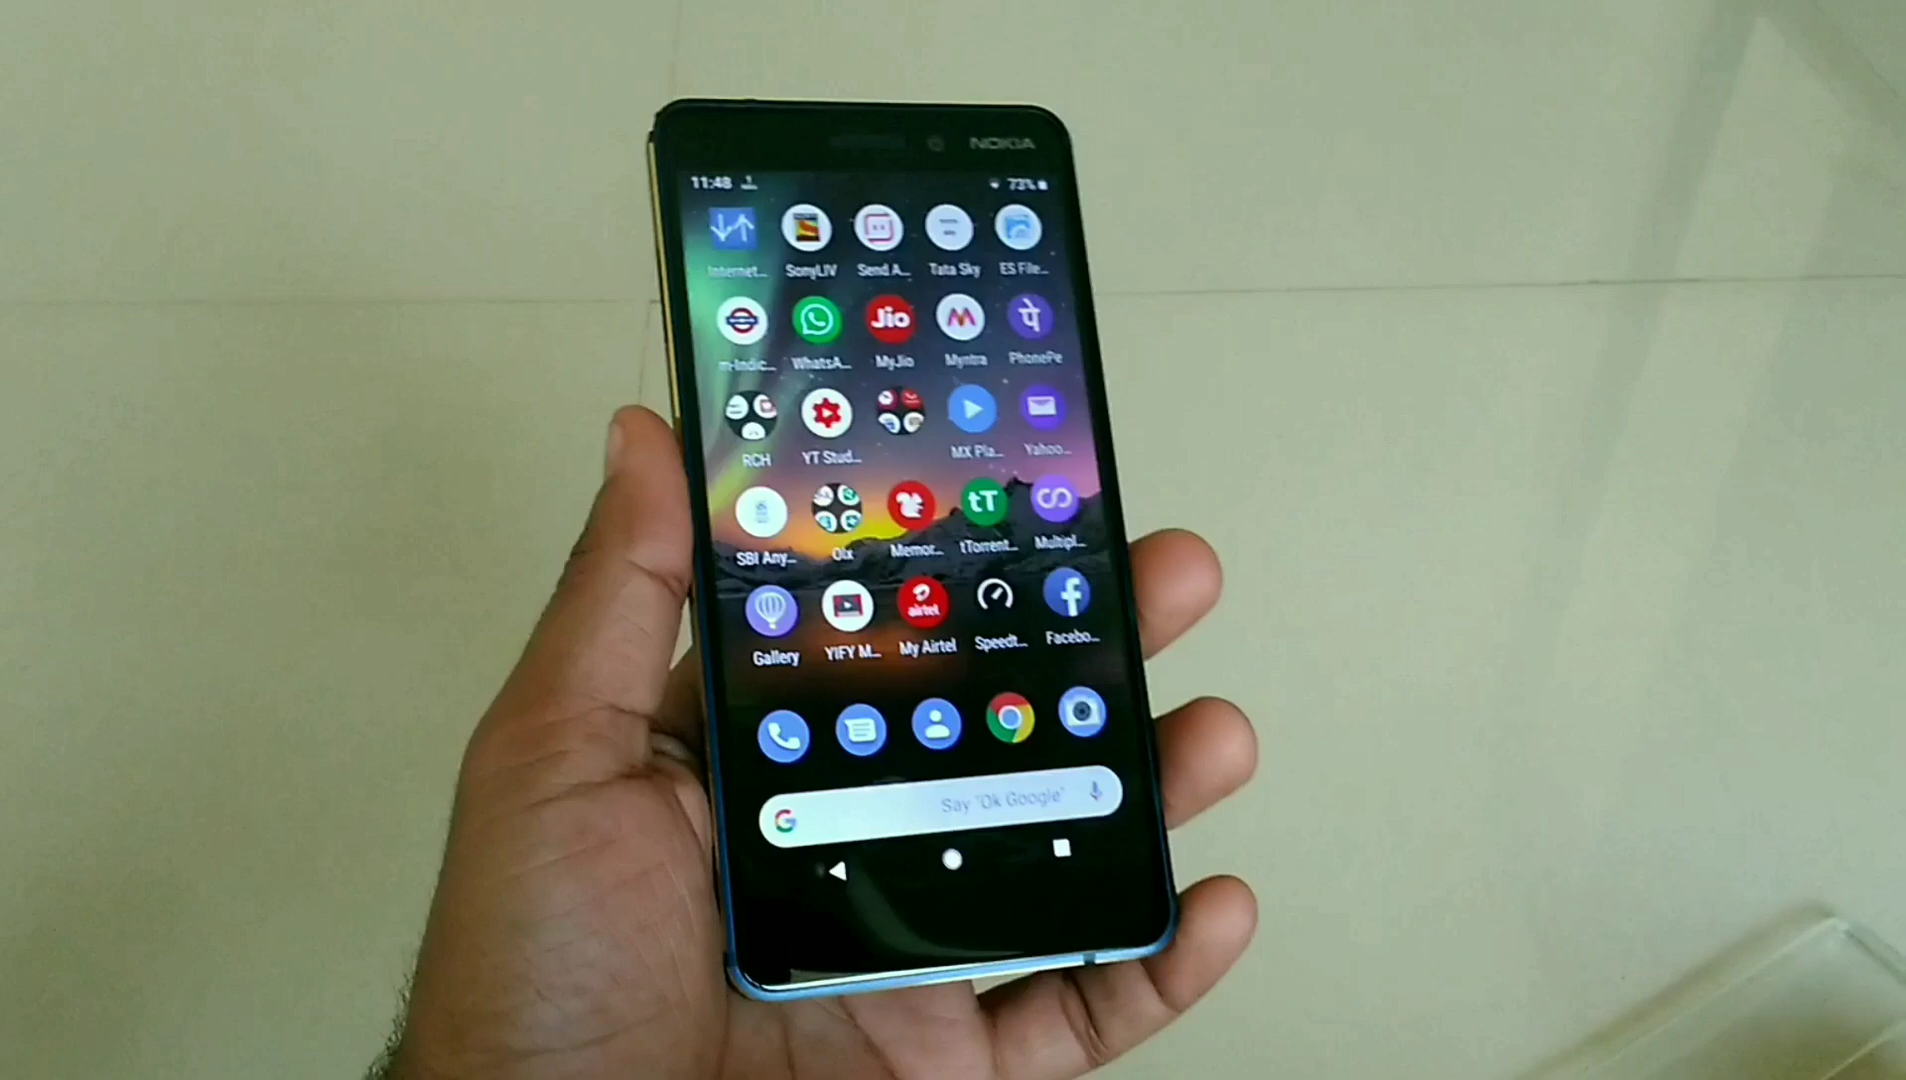 NOKIA
11:48 73%
Internet... SonyLIV Send A... Tata Sky ES File...
Jio पे
m-Indic... WhatsA... MyJio Myntra PhonePe
RCH YT Stud... MX Pla... Yahoo...
tT
SBI Any... Olx Memor... tTorrent... Multipl...
airtel
Gallery YIFY M... My Airtel Speedt... Facebo...
Say "Ok Google"